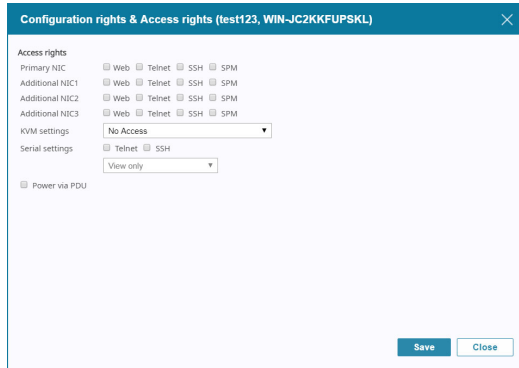 Configuration rights & Access rights (test123, WIN-JC2KKFUPSKL)
Access rights
Primary NIC Web Telnet SSH SPM
Additional NIC1 Web Telnet SSH SPM
Additional NIC2 Web Telnet SSH SPM
Additional NIC3 Web Telnet SSH SPM
KVM settings No Access
Serial settings Telnet SSH
View only
Power via PDU
Save Close